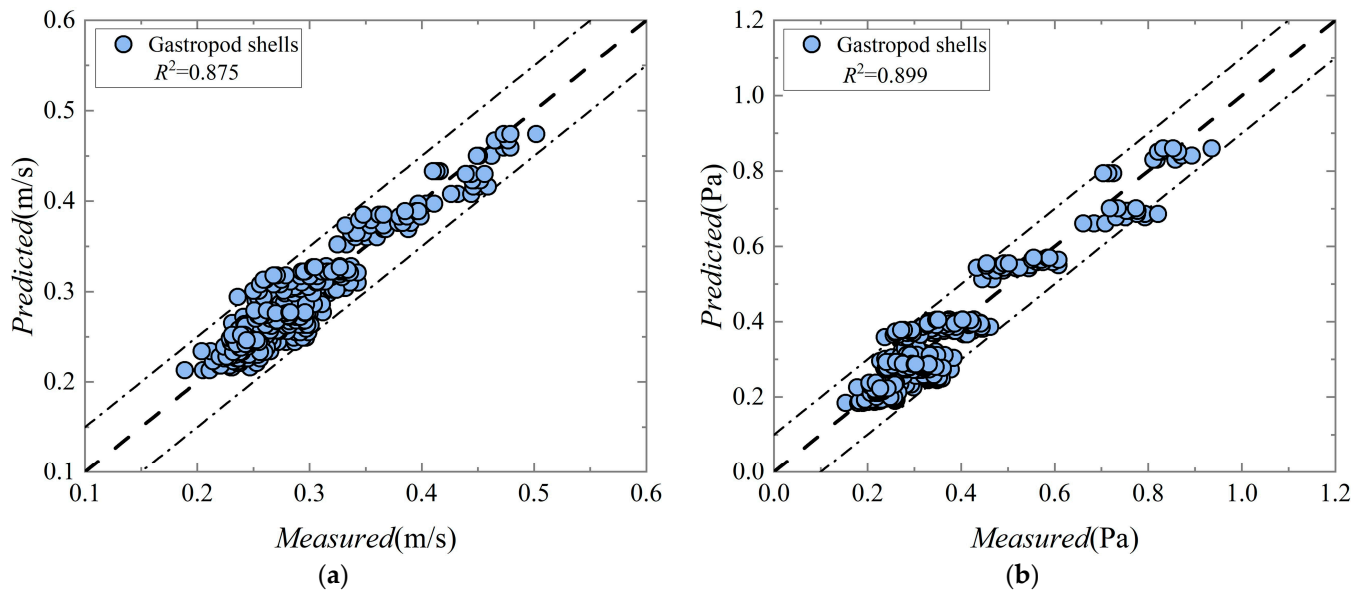 Gastropod shells
R²=0.875
Predicted(m/s)
0.6
0.5
0.4
0.3
0.2
0.1
0.1 0.2 0.3 0.4 0.5 0.6
Measured(m/s)
(a)
Gastropod shells
R²=0.899
Predicted(Pa)
1.2
1.0
0.8
0.6
0.4
0.2
0.0
0.0 0.2 0.4 0.6 0.8 1.0 1.2
Measured(Pa)
(b)